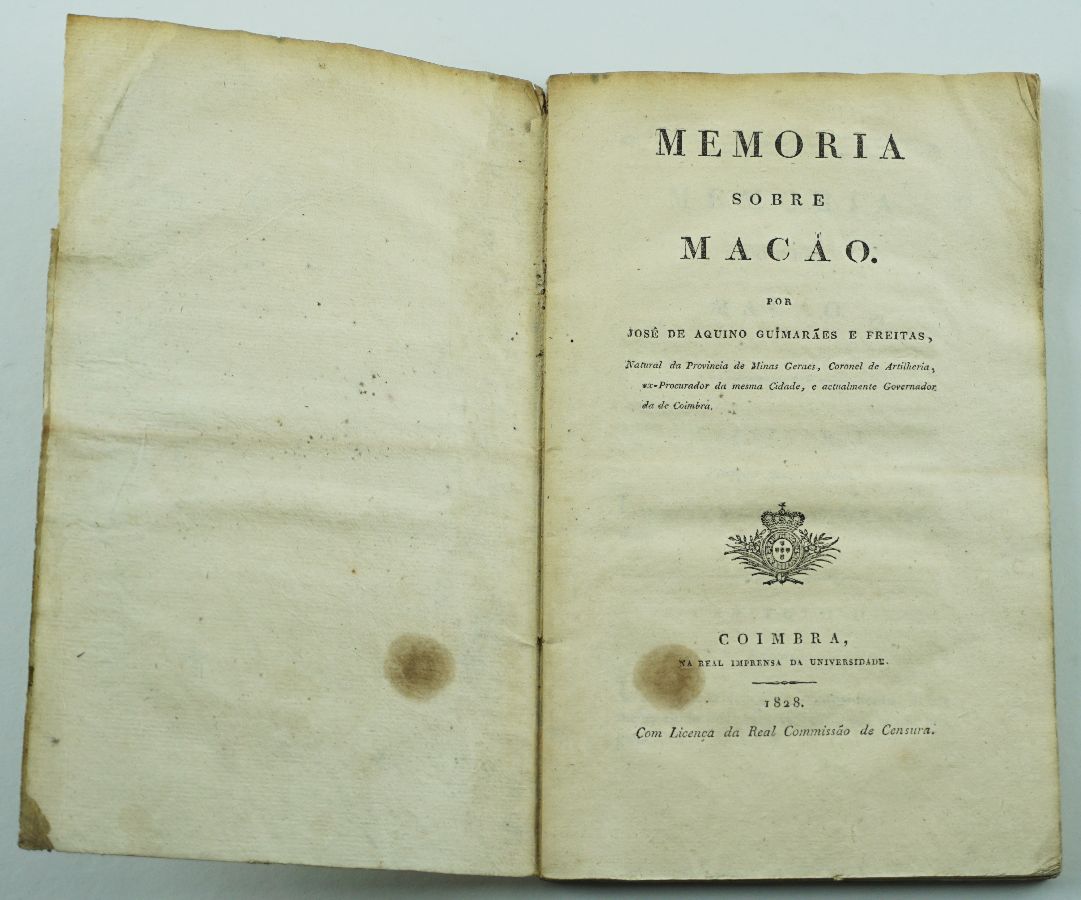 MEMORIA
SOBRE
MACÁO.
POR
JOSÉ DE AQUINO GUIMARÃES E FREITAS,
Natural da Provincia de Minas Geraes, Coronel de Artilheria,
ex-Procurador da mesma Cidade, e actualmente Governador
da de Coimbra.
COIMBRA,
NA REAL IMPRENSA DA UNIVERSIDADE.
1828.
Com Licença da Real Commissão de Censura.